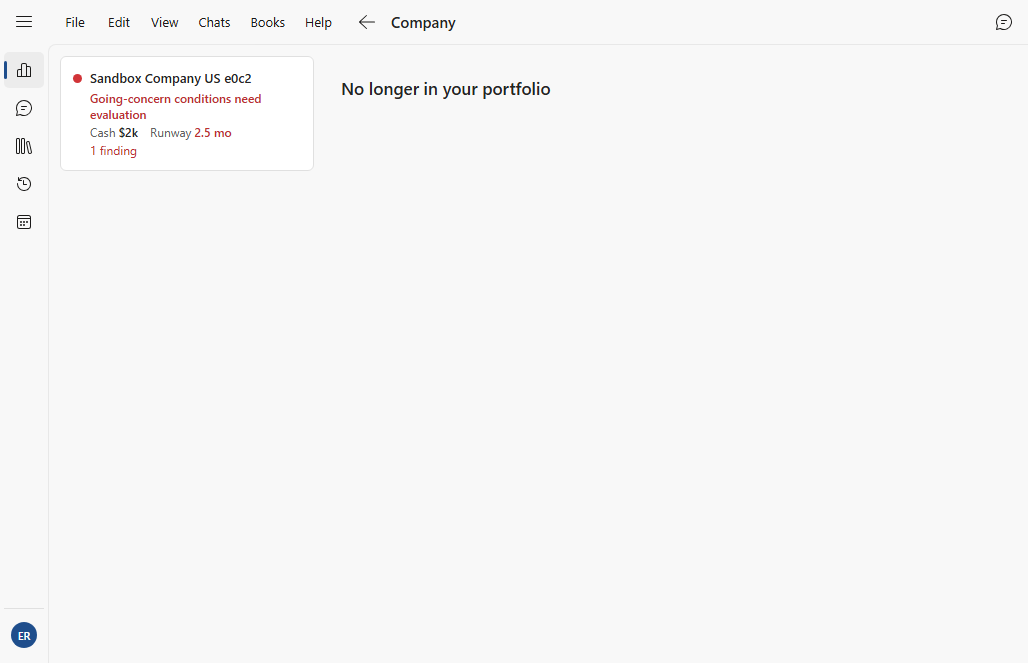 File Edit View Chats Books Help Company
Sandbox Company US e0c2
Going-concern conditions need
evaluation
Cash $2k Runway 2.5 mo
1 finding
No longer in your portfolio
ER